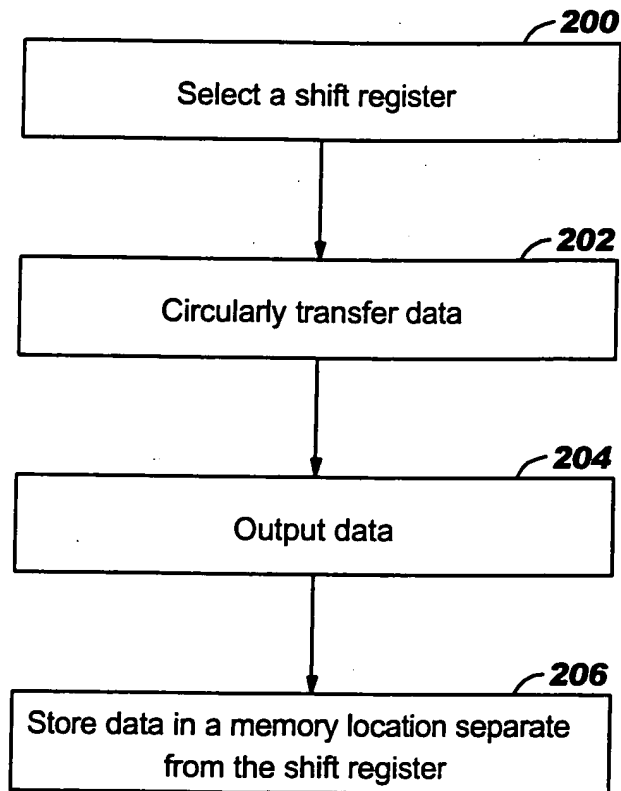 200
Select a shift register
202
Circularly transfer data
204
Output data
206
Store data in a memory location separate
from the shift register